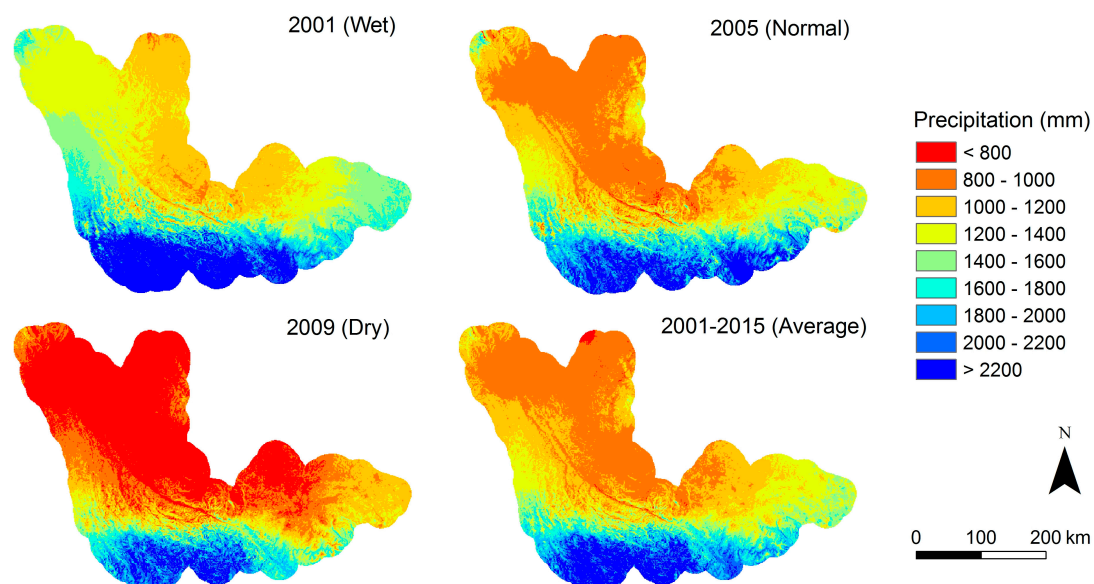 2001 (Wet)
2005 (Normal)
Precipitation (mm)
< 800
800 - 1000
1000 - 1200
1200 - 1400
1400 - 1600
1600 - 1800
1800 - 2000
2000 - 2200
> 2200
2009 (Dry)
2001-2015 (Average)
N
0 100 200 km